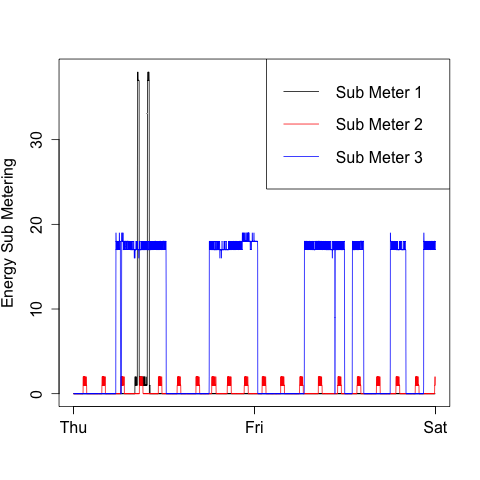 Sub Meter 1
Sub Meter 2
Sub Meter 3
Energy Sub Metering
30
20
10
0
Thu
Fri
Sat